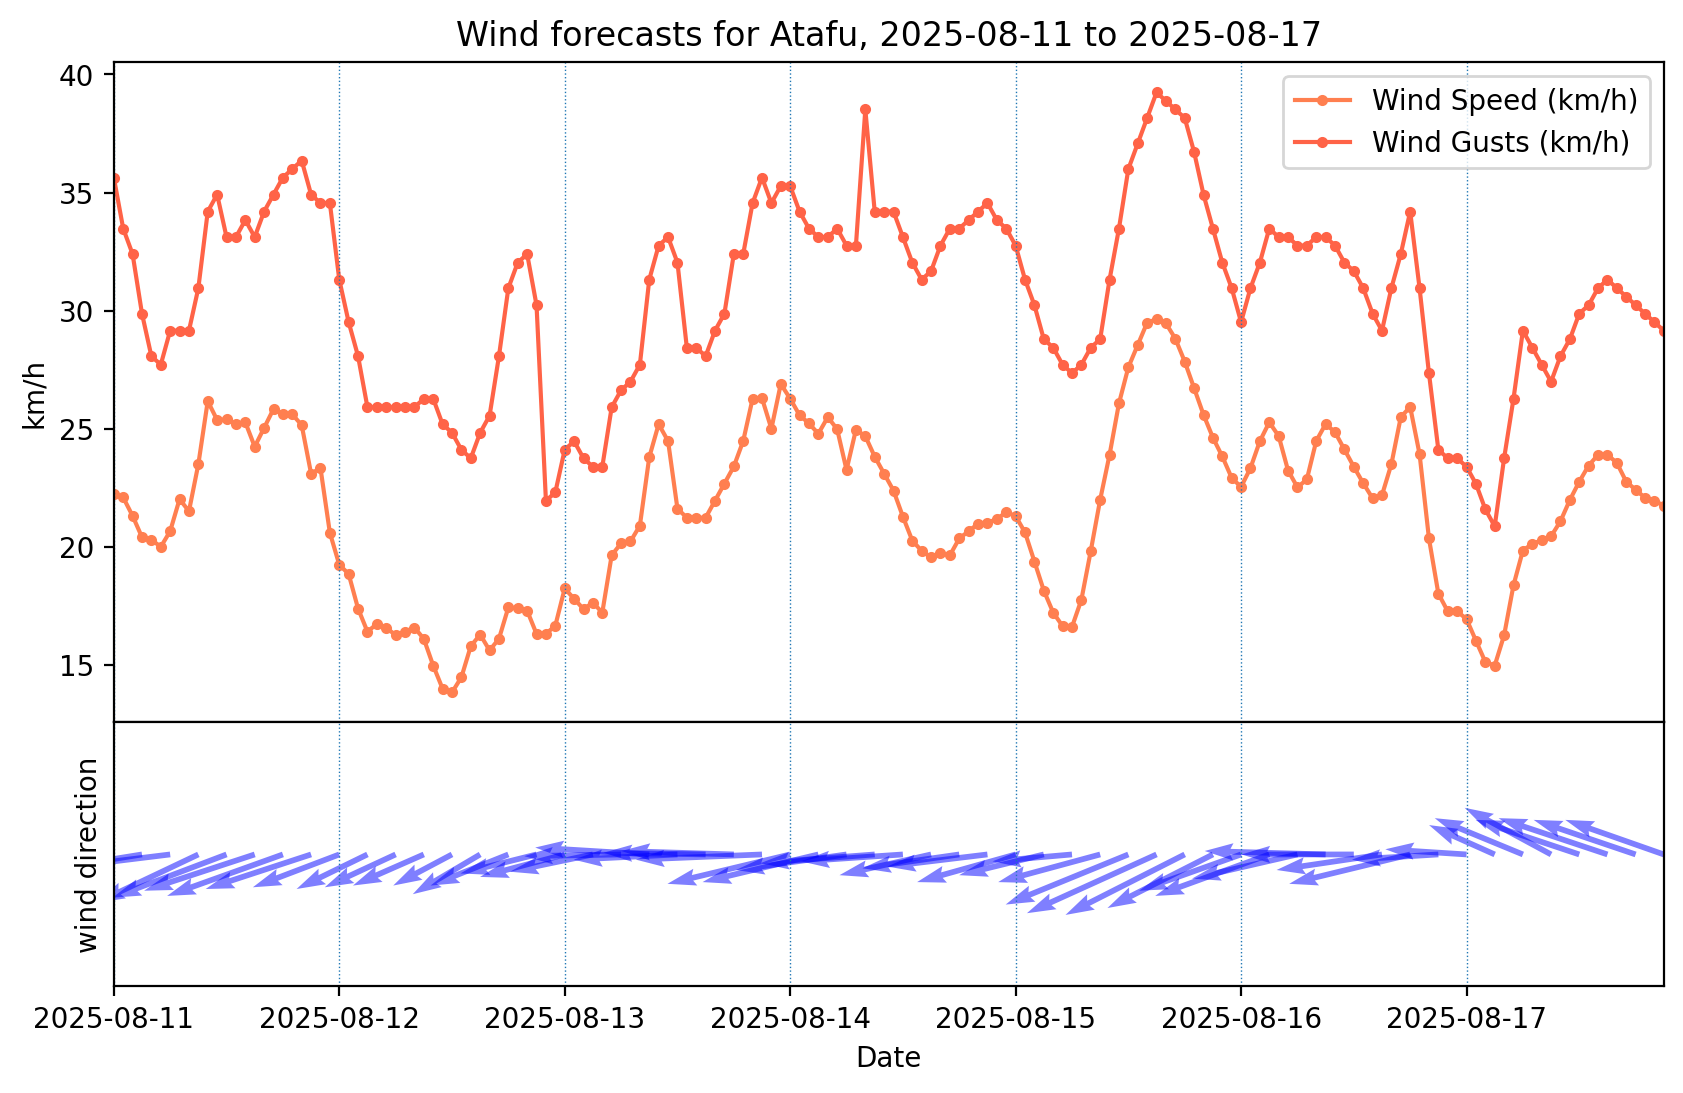 Wind forecasts for Atafu, 2025-08-11 to 2025-08-17
Wind Speed (km/h)
Wind Gusts (km/h)
40
35
30
25
20
15
km/h
wind direction
2025-08-11
2025-08-12
2025-08-13
2025-08-14
2025-08-15
2025-08-16
2025-08-17
Date